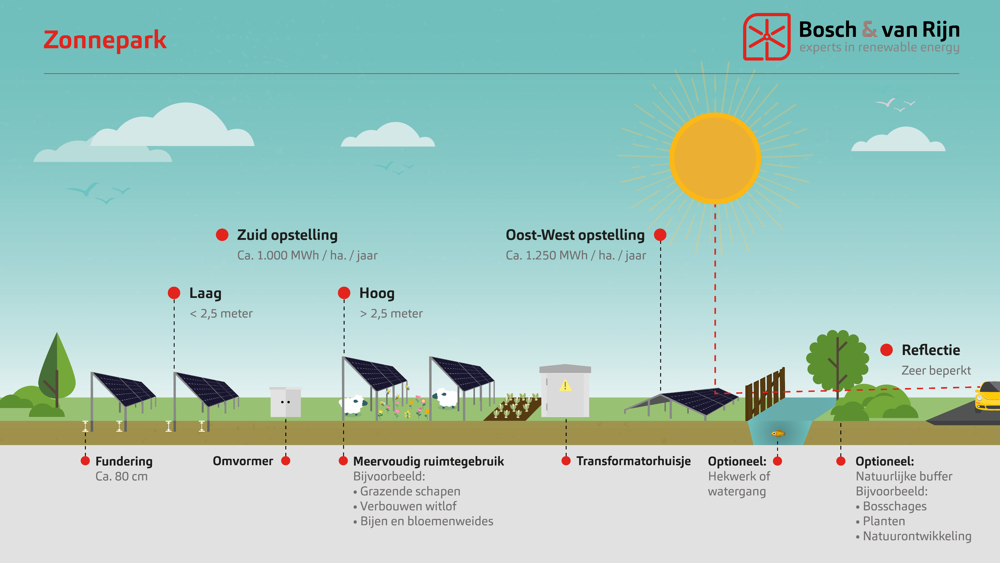 Zonnepark
Bosch & van Rijn
experts in renewable energy
Zuid opstelling
Ca. 1.000 MWh / ha. / jaar
Oost-West opstelling
Ca. 1.250 MWh / ha. / jaar
Laag
< 2,5 meter
Hoog
> 2,5 meter
Reflectie
Zeer beperkt
!
Fundering
Ca. 80 cm
Omvormer
Meervoudig ruimtegebruik
Bijvoorbeeld:
• Grazende schapen
• Verbouwen witlof
• Bijen en bloemenweides
Transformatorhuisje
Optioneel:
Hekwerk of
watergang
Optioneel:
Natuurlijke buffer
Bijvoorbeeld:
• Bosschages
• Planten
• Natuurontwikkeling